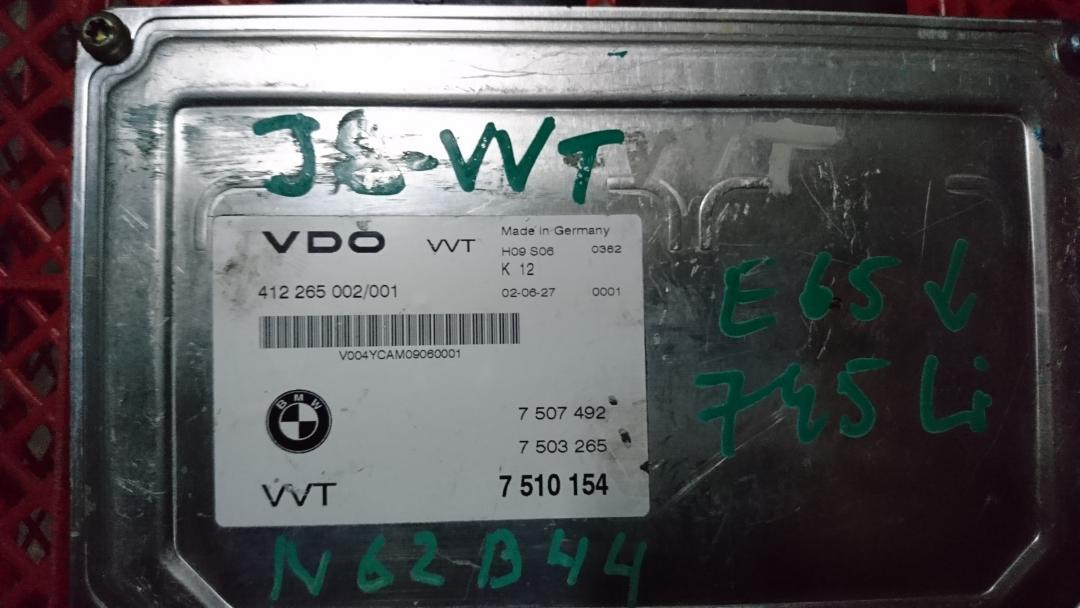 VVT
VDO VVT
Made in Germany
H09 S06 0362
K 12
02-06-27 0001
412 265 002/001
V004YCAM09060001
BMW
7 507 492
7 503 265
VVT 7 510 154
E65 ↓
745 Li
N62B44